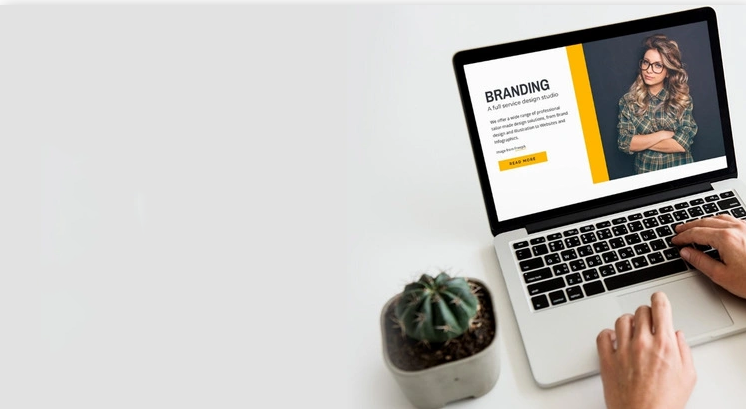 BRANDING
A full service design studio
We offer a wide range of professional
tailor-made design solutions, from Brand
design and illustration to Websites and
Infographics.
Image from Freepik
READ MORE